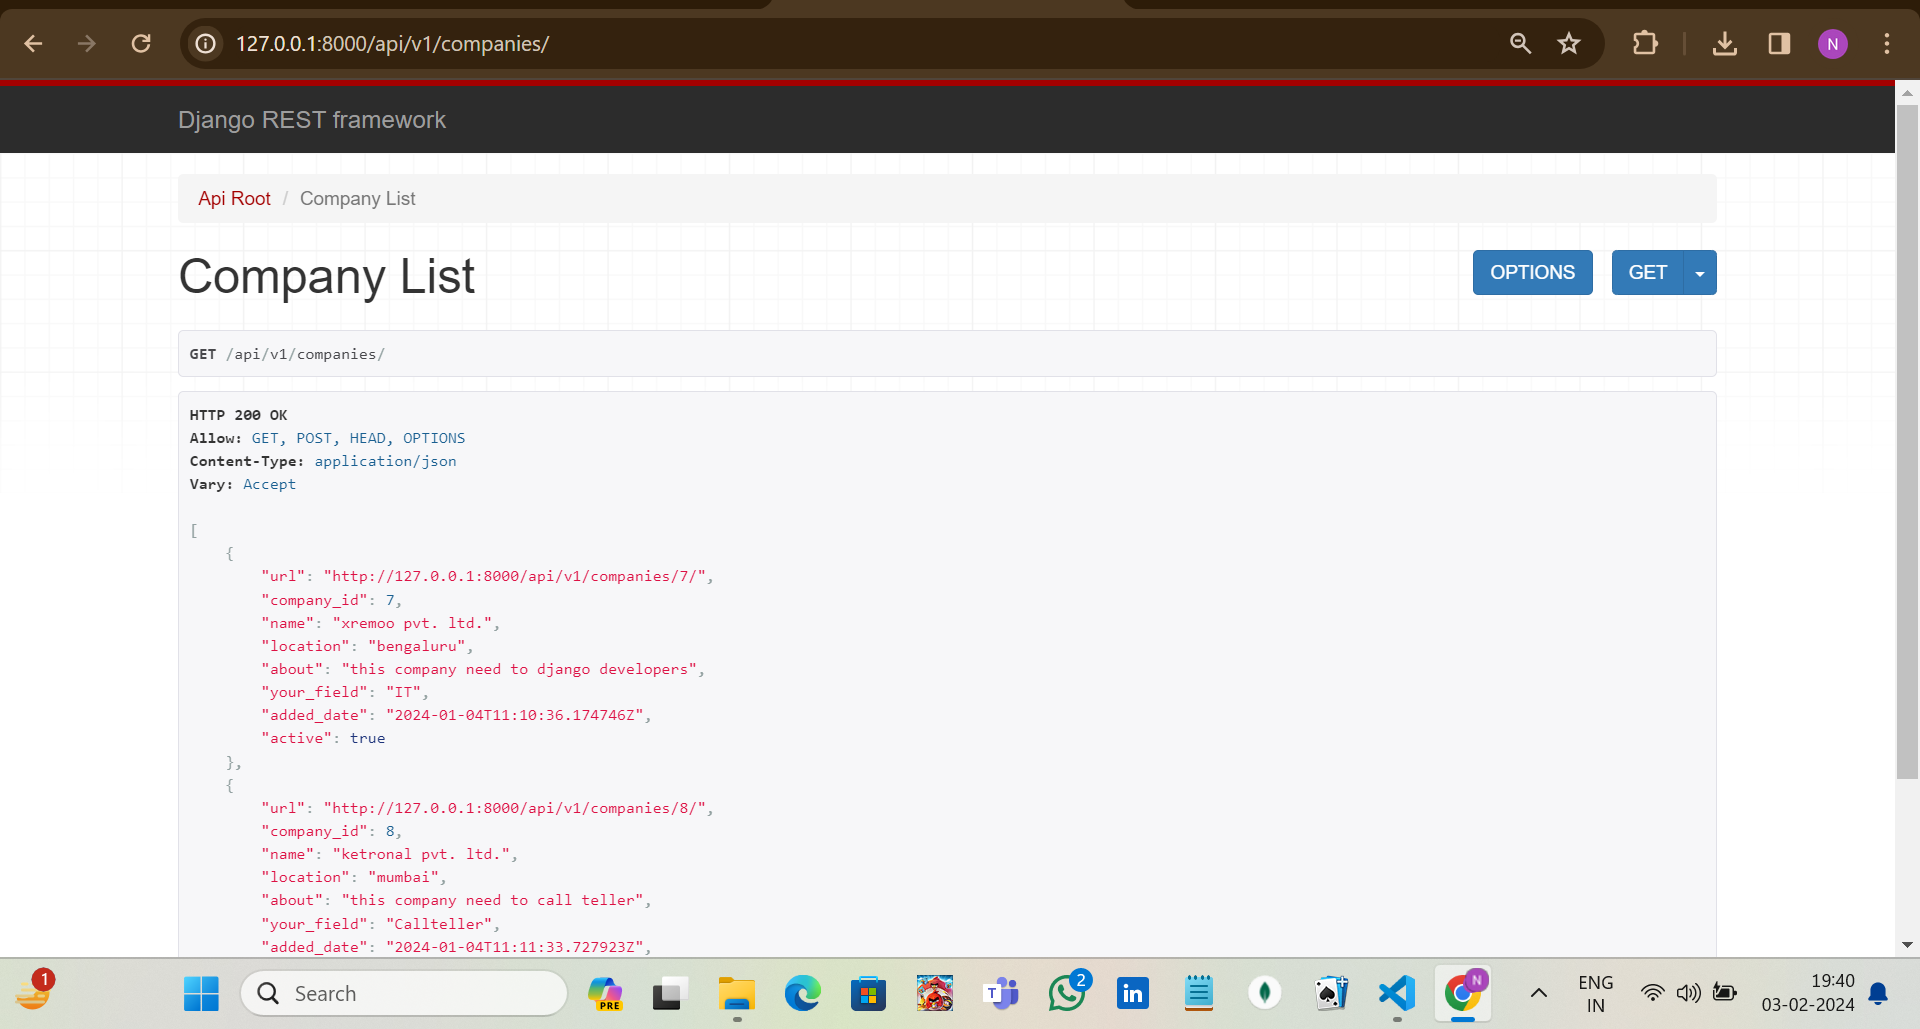 127.0.0.1:8000/api/v1/companies/
N
Django REST framework
Api Root / Company List
Company List
OPTIONS
GET
GET /api/v1/companies/
HTTP 200 OK
Allow: GET, POST, HEAD, OPTIONS
Content-Type: application/json
Vary: Accept
[
    {
        "url": "http://127.0.0.1:8000/api/v1/companies/7/",
        "company_id": 7,
        "name": "xremoo pvt. ltd.",
        "location": "bengaluru",
        "about": "this company need to django developers",
        "your_field": "IT",
        "added_date": "2024-01-04T11:10:36.174746Z",
        "active": true
    },
    {
        "url": "http://127.0.0.1:8000/api/v1/companies/8/",
        "company_id": 8,
        "name": "ketronal pvt. ltd.",
        "location": "mumbai",
        "about": "this company need to call teller",
        "your_field": "Callteller",
        "added_date": "2024-01-04T11:11:33.727923Z",
1
Search
PRE
T
2
in
N
ENG
IN
19:40
03-02-2024